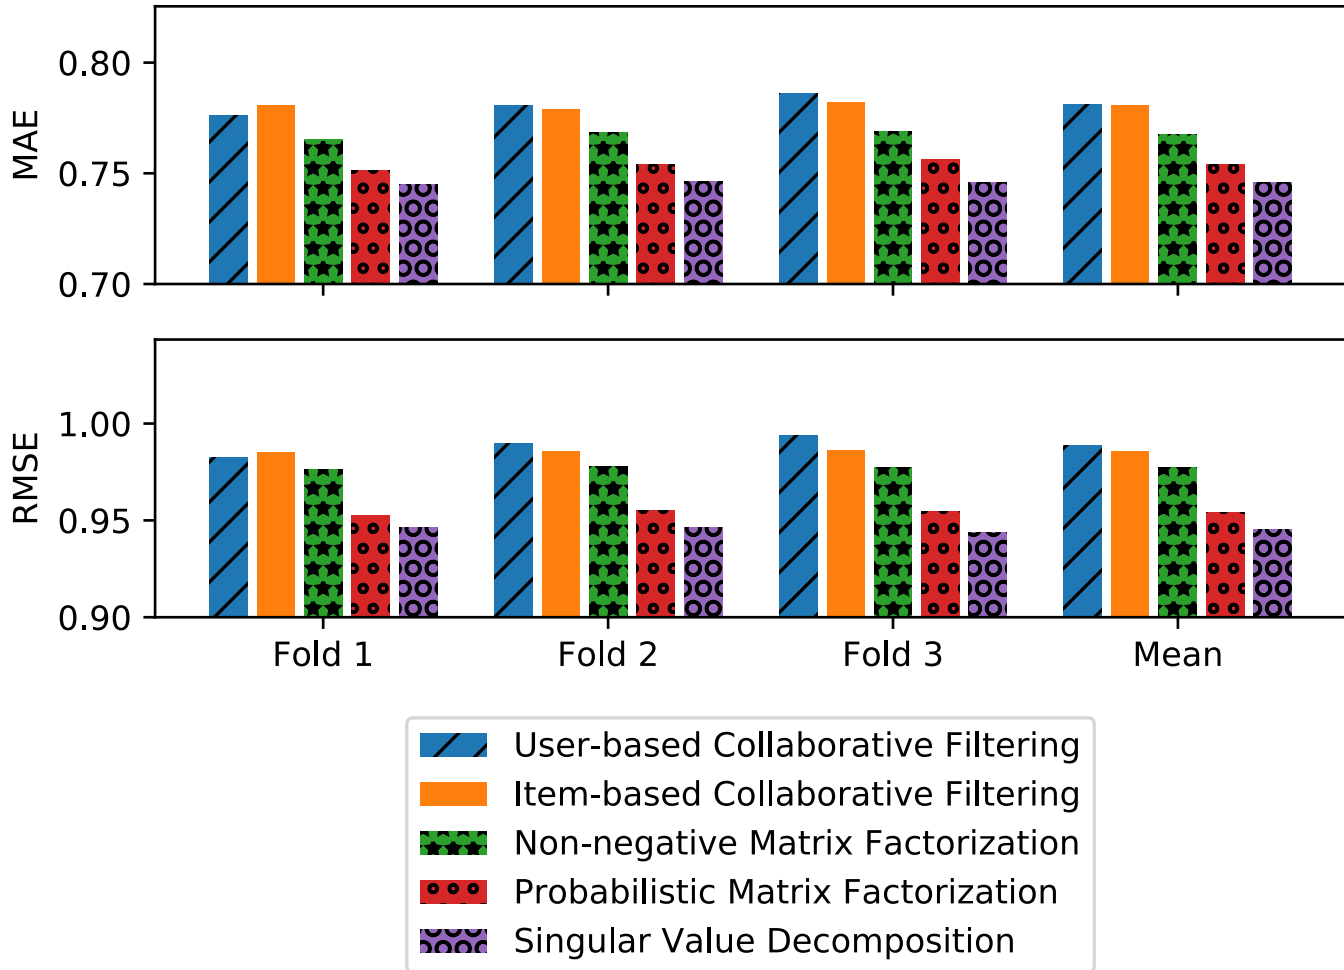 MAE
0.80
0.75
0.70
RMSE
1.00
0.95
0.90
Fold 1
Fold 2
Fold 3
Mean
User-based Collaborative Filtering
Item-based Collaborative Filtering
Non-negative Matrix Factorization
Probabilistic Matrix Factorization
Singular Value Decomposition